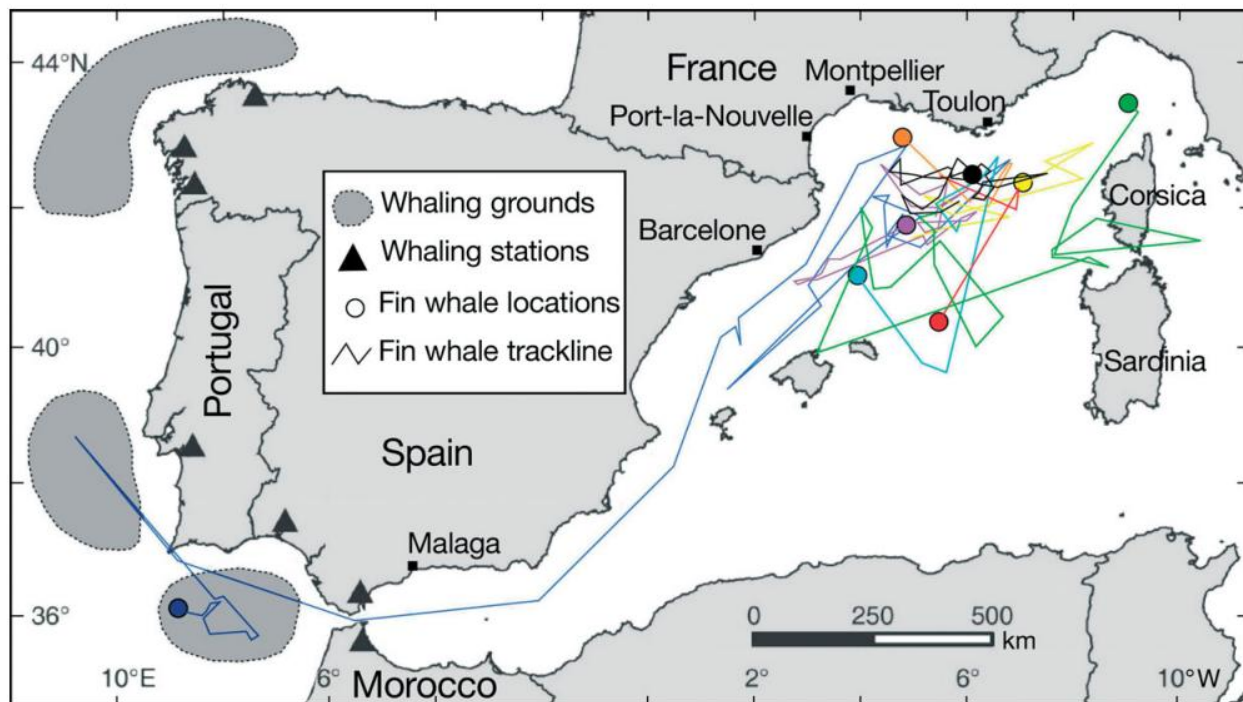 44°N
France
Montpellier
Port-la-Nouvelle
Toulon
Whaling grounds
Corsica
Whaling stations
Barcelone
Fin whale locations
Portugal
40°
Fin whale trackline
Sardinia
Spain
Malaga
36°
0 250 500
km
10°E 6° 2° 6° 10°W
Morocco